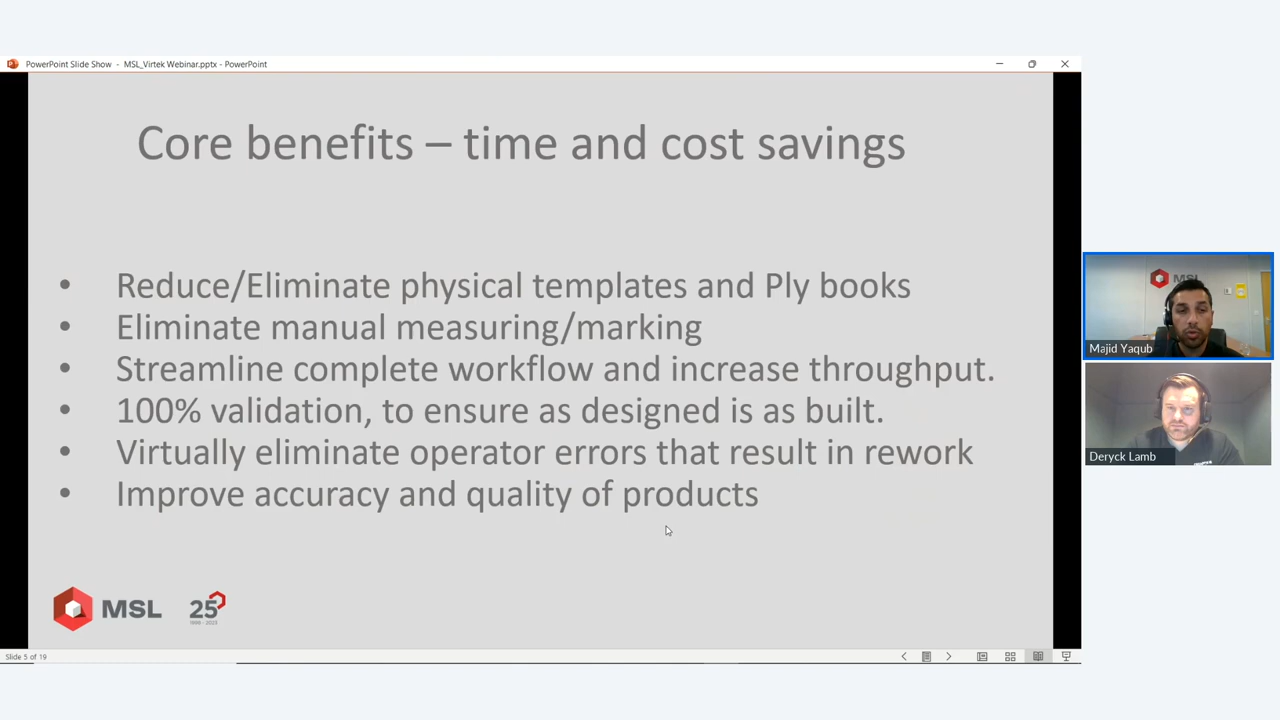 PowerPoint Slide Show - MSL_Virtek Webinar.pptx - PowerPoint
Core benefits – time and cost savings
• Reduce/Eliminate physical templates and Ply books
• Eliminate manual measuring/marking
• Streamline complete workflow and increase throughput.
• 100% validation, to ensure as designed is as built.
• Virtually eliminate operator errors that result in rework
• Improve accuracy and quality of products
MSL
25
Slide 5 of 19
MSL
Majid Yaqub
Deryck Lamb